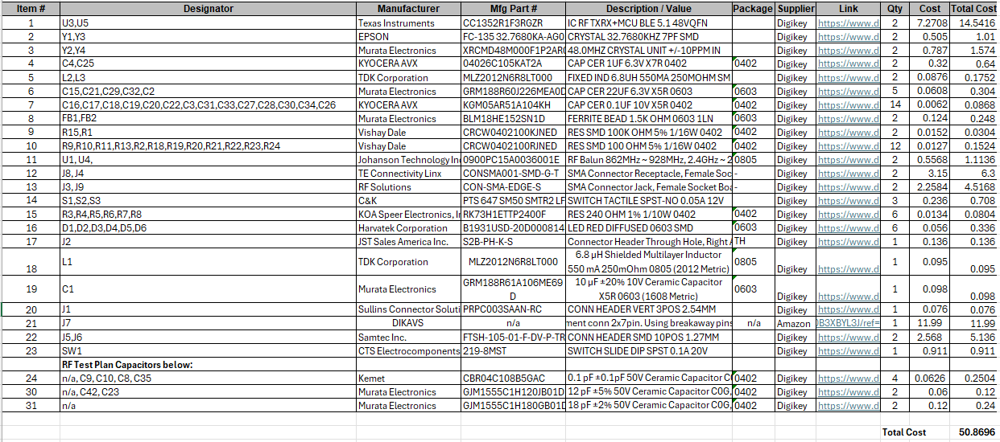 Item # Designator Manufacturer Mfg Part # Description / Value Package Supplier Link Qty Cost Total Cost
1 U3,U5 Texas Instruments CC1352R1F3RGZR IC RF TXRX+MCU BLE 5.1 48VQFN Digikey https://www.d 2 7.2708 14.5416
2 Y1,Y3 EPSON FC-135 32.7680KA-AG0 CRYSTAL 32.7680KHZ 7PF SMD Digikey https://www.d 2 0.505 1.01
3 Y2,Y4 Murata Electronics XRCMD48M000F1P2AR( 48.0MHZ CRYSTAL UNIT +/-10PPM IN Digikey https://www.d 2 0.787 1.574
4 C4,C25 KYOCERA AVX 04026C105KAT2A CAP CER 1UF 6.3V X7R 0402 0402 Digikey https://www.d 2 0.32 0.64
5 L2,L3 TDK Corporation MLZ2012N6R8LT000 FIXED IND 6.8UH 550MA 250MOHM SM Digikey https://www.d 2 0.0876 0.1752
6 C15,C21,C29,C32,C2 Murata Electronics GRM188R60J226MEA0D CAP CER 22UF 6.3V X5R 0603 0603 Digikey https://www.d 5 0.0608 0.304
7 C16,C17,C18,C19,C20,C22,C3,C31,C33,C27,C28,C30,C34,C26 KYOCERA AVX KGM05AR51A104KH CAP CER 0.1UF 10V X5R 0402 0402 Digikey https://www.d 14 0.0062 0.0868
8 FB1,FB2 Murata Electronics BLM18HE152SN1D FERRITE BEAD 1.5K OHM 0603 1LN 0603 Digikey https://www.d 2 0.124 0.248
9 R15,R1 Vishay Dale CRCW0402100KJNED RES SMD 100K OHM 5% 1/16W 0402 0402 Digikey https://www.d 2 0.0152 0.0304
10 R9,R10,R11,R13,R2,R18,R19,R20,R21,R22,R23,R24 Vishay Dale CRCW0402100RJNED RES SMD 100 OHM 5% 1/16W 0402 0402 Digikey https://www.d 12 0.0127 0.1524
11 U1, U4, Johanson Technology In 0900PC15A0036001E RF Balun 862MHz ~ 928MHz, 2.4GHz ~ 2 0805 Digikey https://www.d 2 0.5568 1.1136
12 J8, J4 TE Connectivity Linx CONSMA001-SMD-G-T SMA Connector Receptacle, Female Soc - Digikey https://www.d 2 3.15 6.3
13 J3, J9 RF Solutions CON-SMA-EDGE-S SMA Connector Jack, Female Socket Boa - Digikey https://www.d 2 2.2584 4.5168
14 S1,S2,S3 C&K PTS 647 SM50 SMTR2 LF SWITCH TACTILE SPST-NO 0.05A 12V Digikey https://www.d 3 0.236 0.708
15 R3,R4,R5,R6,R7,R8 KOA Speer Electronics, I RK73H1ETTP2400F RES 240 OHM 1% 1/10W 0402 0402 Digikey https://www.d 6 0.0134 0.0804
16 D1,D2,D3,D4,D5,D6 Harvatek Corporation B1931USD-20D000814 LED RED DIFFUSED 0603 SMD 0603 Digikey https://www.d 6 0.056 0.336
17 J2 JST Sales America Inc. S2B-PH-K-S Connector Header Through Hole, Right TH Digikey https://www.d 1 0.136 0.136
18 L1 TDK Corporation MLZ2012N6R8LT000 6.8 µH Shielded Multilayer Inductor
550 mA 250mOhm 0805 (2012 Metric) 0805 Digikey https://www.d 1 0.095 0.095
19 C1 Murata Electronics GRM188R61A106ME69
D 10 µF ±20% 10V Ceramic Capacitor
X5R 0603 (1608 Metric) 0603 Digikey https://www.d 1 0.098 0.098
20 J1 Sullins Connector Soluti PRPC003SAAN-RC CONN HEADER VERT 3POS 2.54MM Digikey https://www.d 1 0.076 0.076
21 J7 DIKAVS n/a ment conn 2x7pin. Using breakaway pins n/a Amazon 0B3XBYL3J/ref= 1 11.99 11.99
22 J5,J6 Samtec Inc. FTSH-105-01-F-DV-P-TR CONN HEADER SMD 10POS 1.27MM Digikey https://www.d 2 2.568 5.136
23 SW1 CTS Electrocomponents 219-8MST SWITCH SLIDE DIP SPST 0.1A 20V Digikey https://www.d 1 0.911 0.911
RF Test Plan Capacitors below:
24 n/a, C9, C10, C8, C35 Kemet CBR04C108B5GAC 0.1 pF ±0.1pF 50V Ceramic Capacitor C 0402 Digikey https://www.d 4 0.0626 0.2504
30 n/a, C42, C23 Murata Electronics GJM1555C1H120JB01D 12 pF ±5% 50V Ceramic Capacitor C0G, 0402 Digikey https://www.d 2 0.06 0.12
31 n/a Murata Electronics GJM1555C1H180GB01D 18 pF ±2% 50V Ceramic Capacitor C0G, 0402 Digikey https://www.d 2 0.12 0.24
Total Cost 50.8696